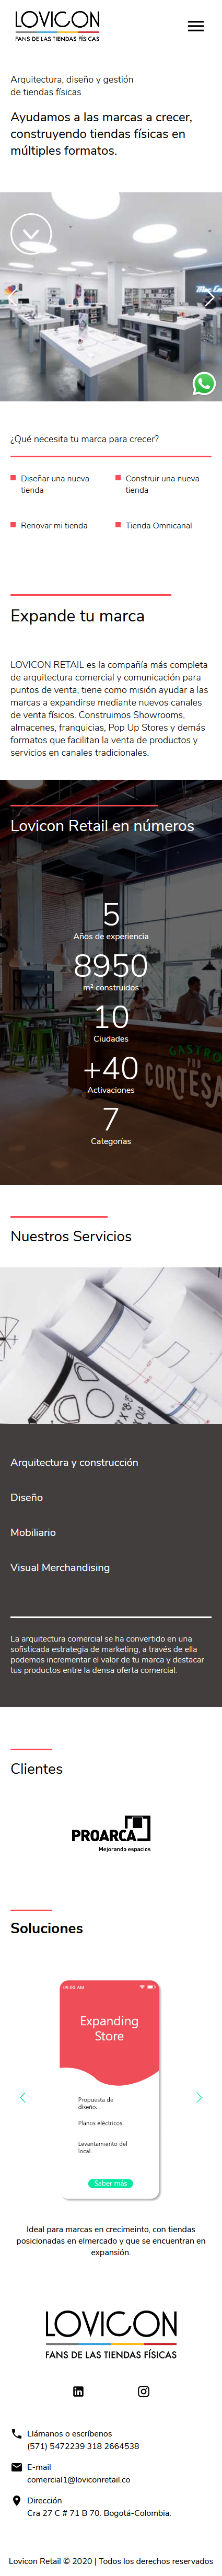 LOVICON
FANS DE LAS TIENDAS FÍSICAS
Arquitectura, diseño y gestión
de tiendas físicas
Ayudamos a las marcas a crecer,
construyendo tiendas físicas en
múltiples formatos.
¿Qué necesita tu marca para crecer?
Diseñar una nueva
tienda
Construir una nueva
tienda
Renovar mi tienda
Tienda Omnicanal
Expande tu marca
LOVICON RETAIL es la compañía más completa
de arquitectura comercial y comunicación para
puntos de venta, tiene como misión ayudar a las
marcas a expandirse mediante nuevos canales
de venta físicos. Construimos Showrooms,
almacenes, franquicias, Pop Up Stores y demás
formatos que facilitan la venta de productos y
servicios en canales tradicionales.
Lovicon Retail en números
5
Años de experiencia
8950
m² construidos
10
Ciudades
+40
Activaciones
7
Categorías
GASTRO
Nuestros Servicios
Arquitectura y construcción
Diseño
Mobiliario
Visual Merchandising
La arquitectura comercial se ha convertido en una
sofisticada estrategia de marketing, a través de ella
podemos incrementar el valor de tu marca y destacar
tus productos entre la densa oferta comercial.
Clientes
PROARCA
Mejorando espacios
Soluciones
Expanding
Store
Propuesta de
diseño.
Planos eléctricos.
Levantamiento del
local.
Saber más
Ideal para marcas en crecimeinto, con tiendas
posicionadas en elmercado y que se encuentran en
expansión.
LOVICON
FANS DE LAS TIENDAS FÍSICAS
Llámanos o escríbenos
(571) 5472239 318 2664538
E-mail
comercial1@loviconretail.co
Dirección
Cra 27 C # 71 B 70. Bogotá-Colombia.
Lovicon Retail © 2020 | Todos los derechos reservados